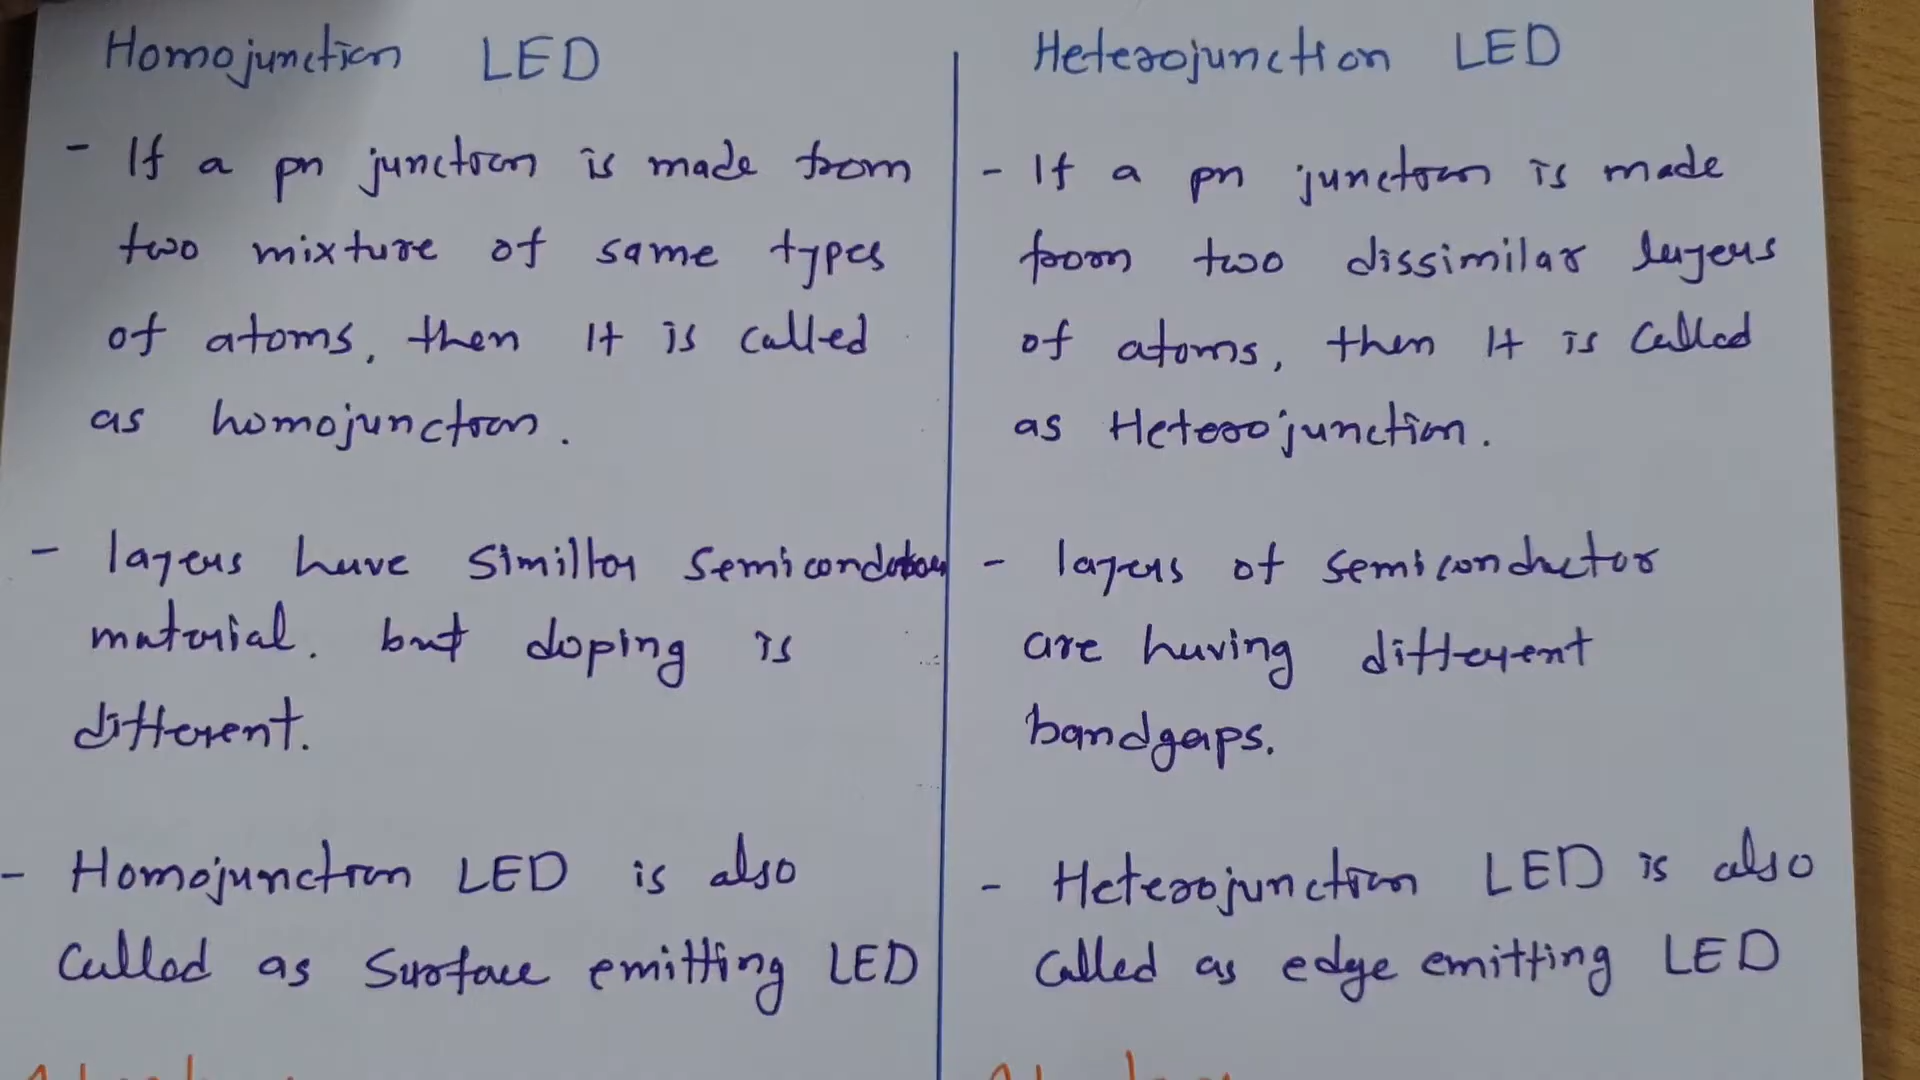 Homojunction LED
- If a pn junction is made from
two mixture of same types
of atoms, then it is called
as homojunction.
- layers have simillar semicondutor
material. but doping is
different.
- Homojunction LED is also
called as surface emitting LED
Heterojunction LED
- If a pn junction is made
from two dissimilar layers
of atoms, then it is called
as Heterojunction.
- layers of semiconductor
are having different
bandgaps.
- Heterojunction LED is also
called as edge emitting LED